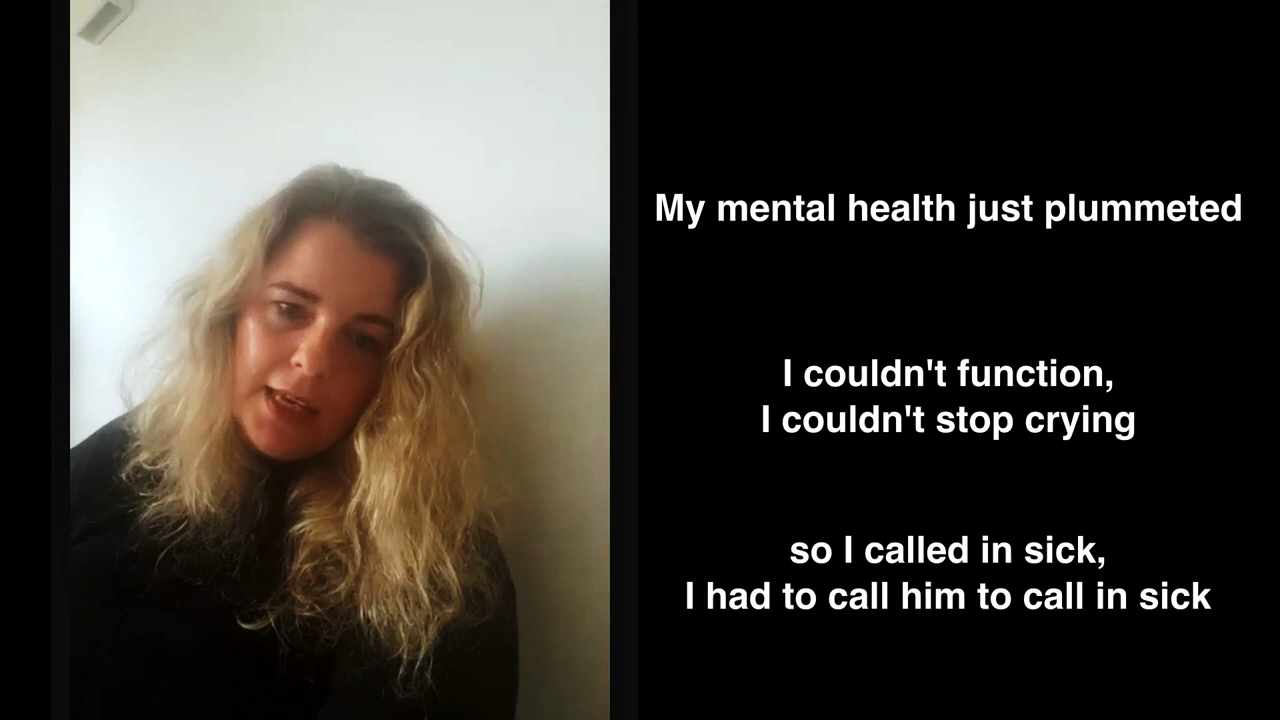 My mental health just plummeted
I couldn't function,
I couldn't stop crying
so I called in sick,
I had to call him to call in sick